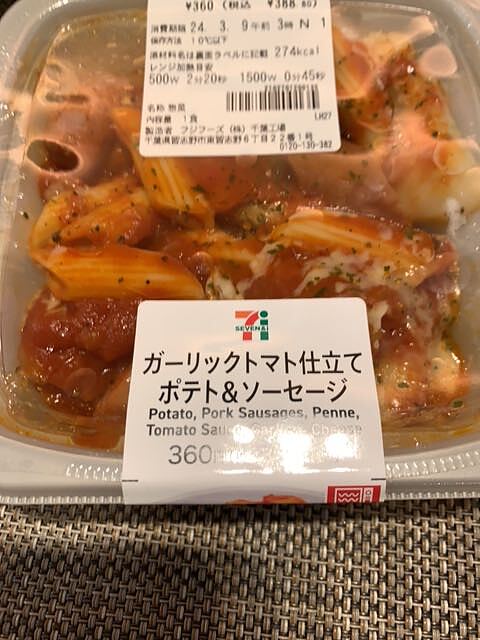 ¥360 (税込 ¥388.80)
消費期限 24. 3. 9午前 3時 N 1
保存方法 10℃以下
原材料名は裏面ラベルに記載 274kcal
レンジ加熱目安
500W 2分20秒 1500W 0分45秒
名称 惣菜
内容量 1食
LH27
製造者 フジフーズ (株) 千葉工場
千葉県習志野市東習志野6丁目22番1号
0120-130-382
SEVEN&i
ガーリックトマト仕立て
ポテト&ソーセージ
Potato, Pork Sausages, Penne,
Tomato Sauce, Garlic, Cheese
360